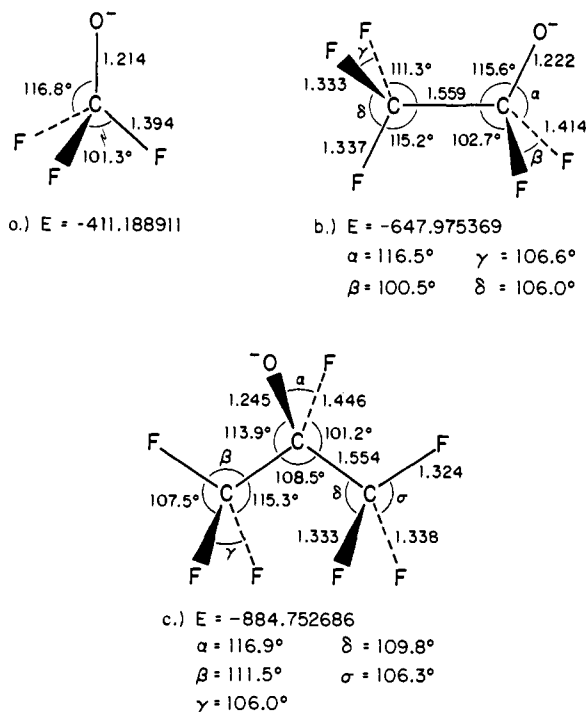 O⁻
1.214
116.8°
C
1.394
F
F
F
101.3°
a.) E = -411.188911
F
γ
F
111.3°
1.333
δ
C
1.559
1.337
F
115.2°
O⁻
115.6°
1.222
C
α
102.7°
1.414
β
F
F
b.) E = -647.975369
α = 116.5° γ = 106.6°
β = 100.5° δ = 106.0°
⁻O
α
F
1.245
1.446
113.9°
C
101.2°
108.5°
1.554
F
β
107.5°
C
115.3°
γ
F
F
F
1.324
δ
C
σ
1.333
1.338
F
F
c.) E = -884.752686
α = 116.9° δ = 109.8°
β = 111.5° σ = 106.3°
γ = 106.0°